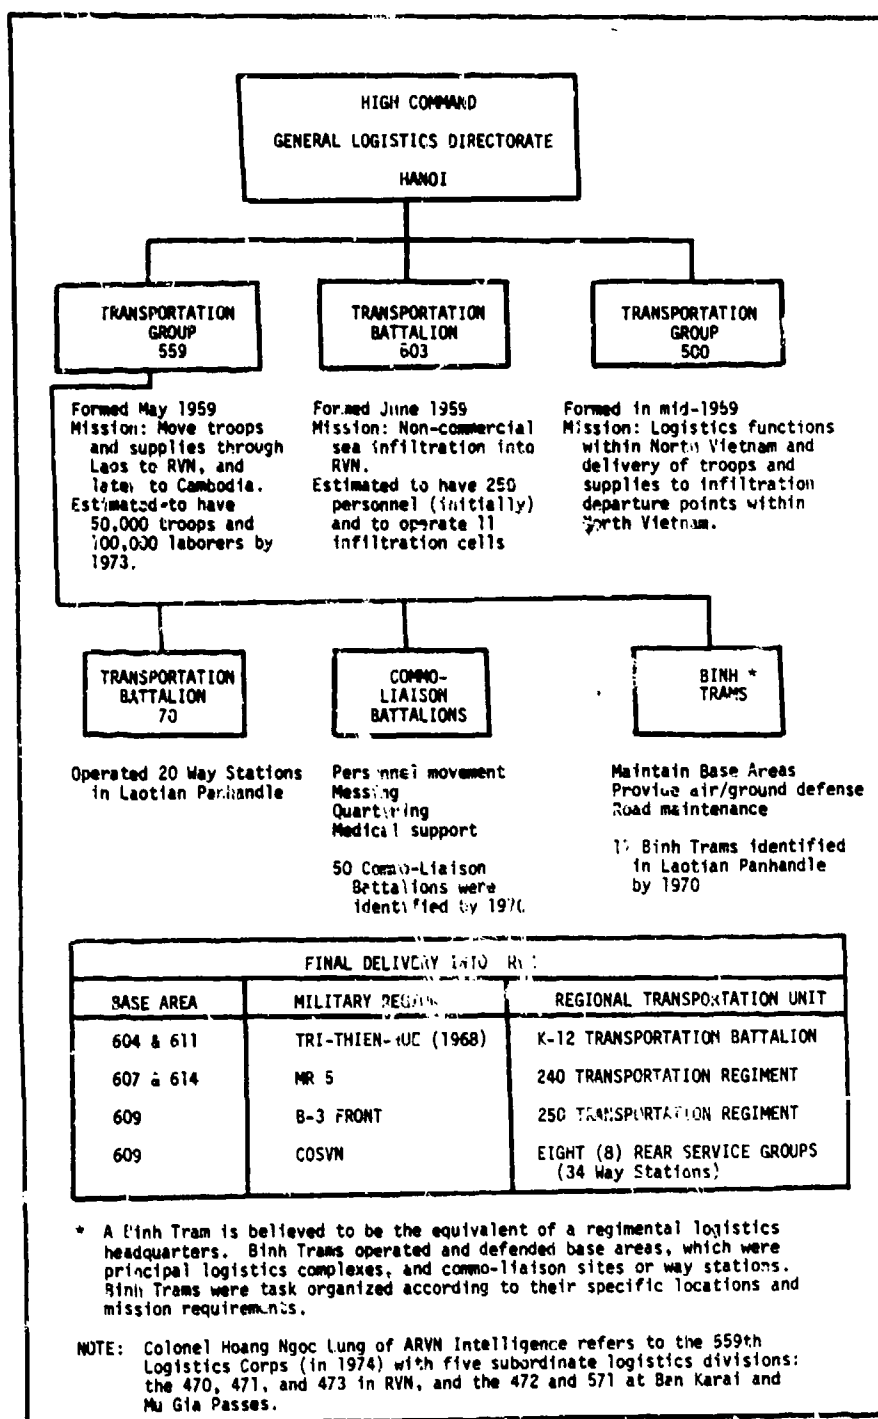 HIGH COMMAND
GENERAL LOGISTICS DIRECTORATE
HANOI
TRANSPORTATION
GROUP
559
TRANSPORTATION
BATTALION
603
TRANSPORTATION
GROUP
500
Formed May 1959
Mission: Move troops
and supplies through
Laos to RVN, and
later to Cambodia.
Estimated to have
50,000 troops and
100,000 laborers by
1973.
Formed June 1959
Mission: Non-commercial
sea infiltration into
RVN.
Estimated to have 250
personnel (initially)
and to operate 11
infiltration cells
Formed in mid-1959
Mission: Logistics functions
within North Vietnam and
delivery of troops and
supplies to infiltration
departure points within
North Vietnam.
TRANSPORTATION
BATTALION
70
COMMO-
LIAISON
BATTALIONS
BINH *
TRAMS
Operated 20 Way Stations
in Laotian Panhandle
Personnel movement
Messing
Quartering
Medical support
50 Commo-Liaison
Battalions were
identified by 1970
Maintain Base Areas
Provide air/ground defense
Road maintenance
Binh Trams identified
in Laotian Panhandle
by 1970
FINAL DELIVERY INTO
BASE AREA MILITARY REGION REGIONAL TRANSPORTATION UNIT
604 & 611 TRI-THIEN-HUE (1968) K-12 TRANSPORTATION BATTALION
607 & 614 MR 5 240 TRANSPORTATION REGIMENT
609 B-3 FRONT 250 TRANSPORTATION REGIMENT
609 COSVN EIGHT (8) REAR SERVICE GROUPS
(34 Way Stations)
* A Binh Tram is believed to be the equivalent of a regimental logistics
headquarters. Binh Trams operated and defended base areas, which were
principal logistics complexes, and commo-liaison sites or way stations.
Binh Trams were task organized according to their specific locations and
mission requirements.
NOTE: Colonel Hoang Ngoc Lung of ARVN Intelligence refers to the 559th
Logistics Corps (in 1974) with five subordinate logistics divisions:
the 470, 471, and 473 in RVN, and the 472 and 571 at Ban Karai and
Mu Gia Passes.